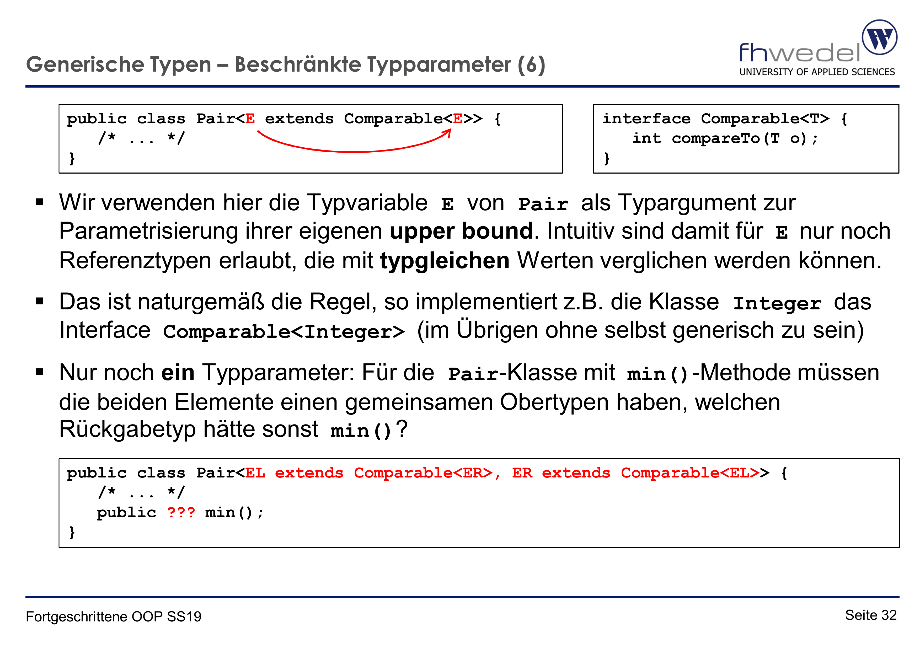 Generische Typen – Beschränkte Typparameter (6)
fhwedel
UNIVERSITY OF APPLIED SCIENCES
public class Pair<E extends Comparable<E>> {
/* ... */
}
interface Comparable<T> {
int compareTo(T o);
}
▪ Wir verwenden hier die Typvariable E von Pair als Typargument zur
Parametrisierung ihrer eigenen upper bound. Intuitiv sind damit für E nur noch
Referenztypen erlaubt, die mit typgleichen Werten verglichen werden können.
▪ Das ist naturgemäß die Regel, so implementiert z.B. die Klasse Integer das
Interface Comparable<Integer> (im Übrigen ohne selbst generisch zu sein)
▪ Nur noch ein Typparameter: Für die Pair-Klasse mit min()-Methode müssen
die beiden Elemente einen gemeinsamen Obertypen haben, welchen
Rückgabetyp hätte sonst min()?
public class Pair<EL extends Comparable<ER>, ER extends Comparable<EL>> {
/* ... */
public ??? min();
}
Fortgeschrittene OOP SS19
Seite 32